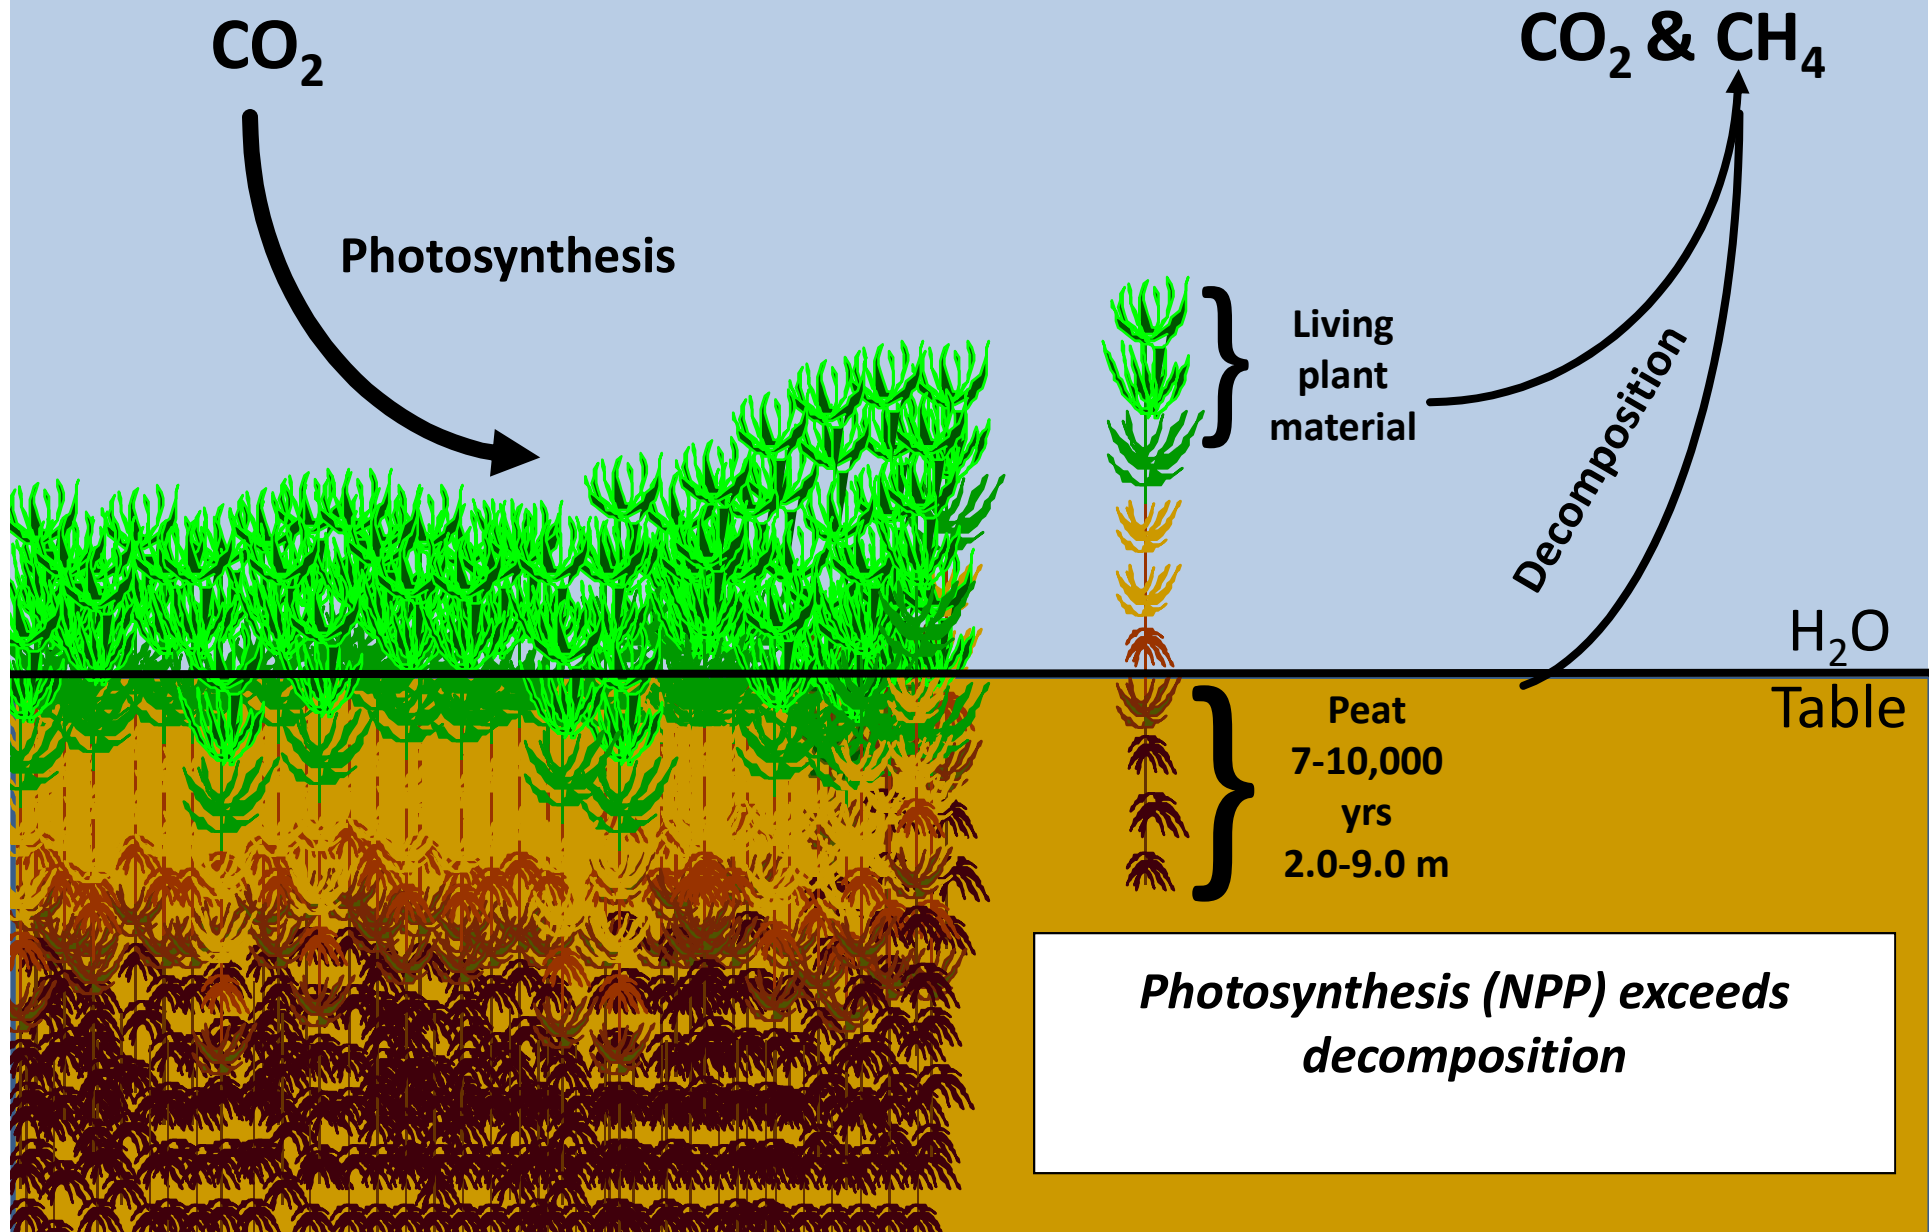 CO₂
CO₂ & CH₄
Photosynthesis
Living
plant
material
Decomposition
H₂O
Table
Peat
7-10,000
yrs
2.0-9.0 m
Photosynthesis (NPP) exceeds
decomposition